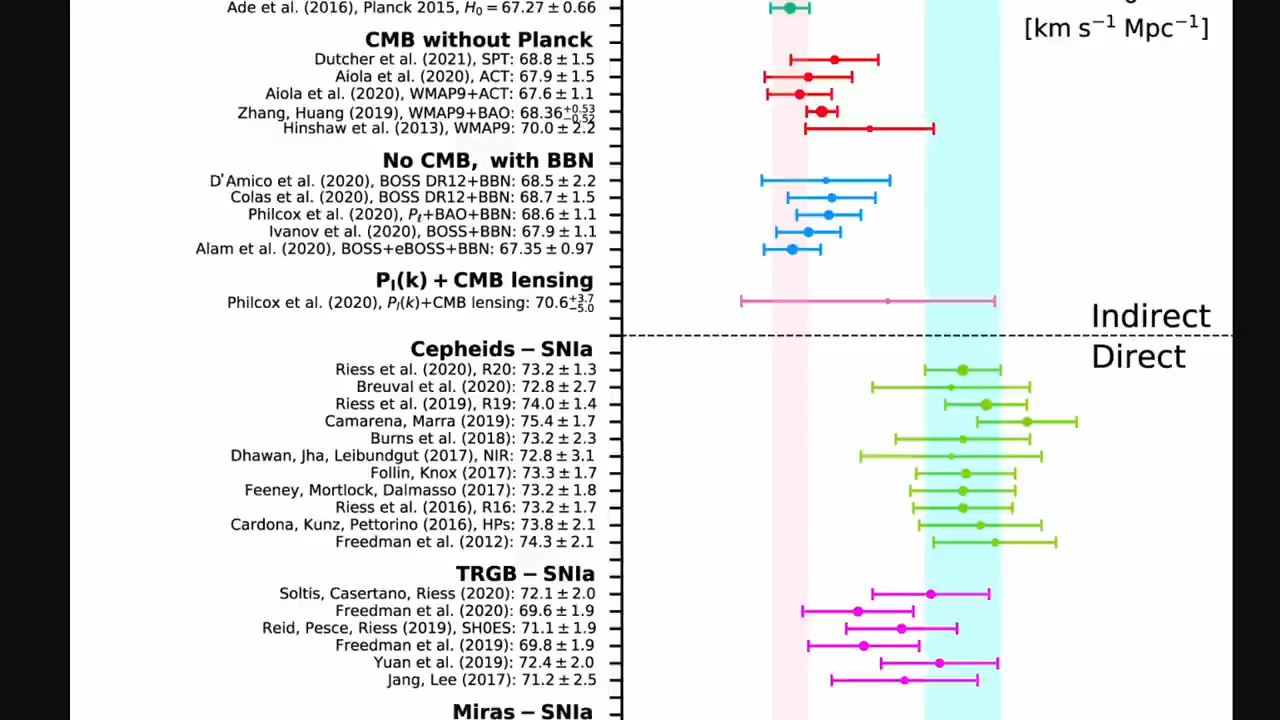 Ade et al. (2016), Planck 2015, H₀ = 67.27 ± 0.66
[km s⁻¹ Mpc⁻¹]
CMB without Planck
Dutcher et al. (2021), SPT: 68.8 ± 1.5
Aiola et al. (2020), ACT: 67.9 ± 1.5
Aiola et al. (2020), WMAP9+ACT: 67.6 ± 1.1
Zhang, Huang (2019), WMAP9+BAO: 68.36 +0.53 −0.52
Hinshaw et al. (2013), WMAP9: 70.0 ± 2.2
No CMB, with BBN
D'Amico et al. (2020), BOSS DR12+BBN: 68.5 ± 2.2
Colas et al. (2020), BOSS DR12+BBN: 68.7 ± 1.5
Philcox et al. (2020), Pₗ+BAO+BBN: 68.6 ± 1.1
Ivanov et al. (2020), BOSS+BBN: 67.9 ± 1.1
Alam et al. (2020), BOSS+eBOSS+BBN: 67.35 ± 0.97
Pₗ(k) + CMB lensing
Philcox et al. (2020), Pₗ(k)+CMB lensing: 70.6 +3.7 −5.0
Indirect
Direct
Cepheids – SNIa
Riess et al. (2020), R20: 73.2 ± 1.3
Breuval et al. (2020): 72.8 ± 2.7
Riess et al. (2019), R19: 74.0 ± 1.4
Camarena, Marra (2019): 75.4 ± 1.7
Burns et al. (2018): 73.2 ± 2.3
Dhawan, Jha, Leibundgut (2017), NIR: 72.8 ± 3.1
Follin, Knox (2017): 73.3 ± 1.7
Feeney, Mortlock, Dalmasso (2017): 73.2 ± 1.8
Riess et al. (2016), R16: 73.2 ± 1.7
Cardona, Kunz, Pettorino (2016), HPs: 73.8 ± 2.1
Freedman et al. (2012): 74.3 ± 2.1
TRGB – SNIa
Soltis, Casertano, Riess (2020): 72.1 ± 2.0
Freedman et al. (2020): 69.6 ± 1.9
Reid, Pesce, Riess (2019), SH0ES: 71.1 ± 1.9
Freedman et al. (2019): 69.8 ± 1.9
Yuan et al. (2019): 72.4 ± 2.0
Jang, Lee (2017): 71.2 ± 2.5
Miras – SNIa